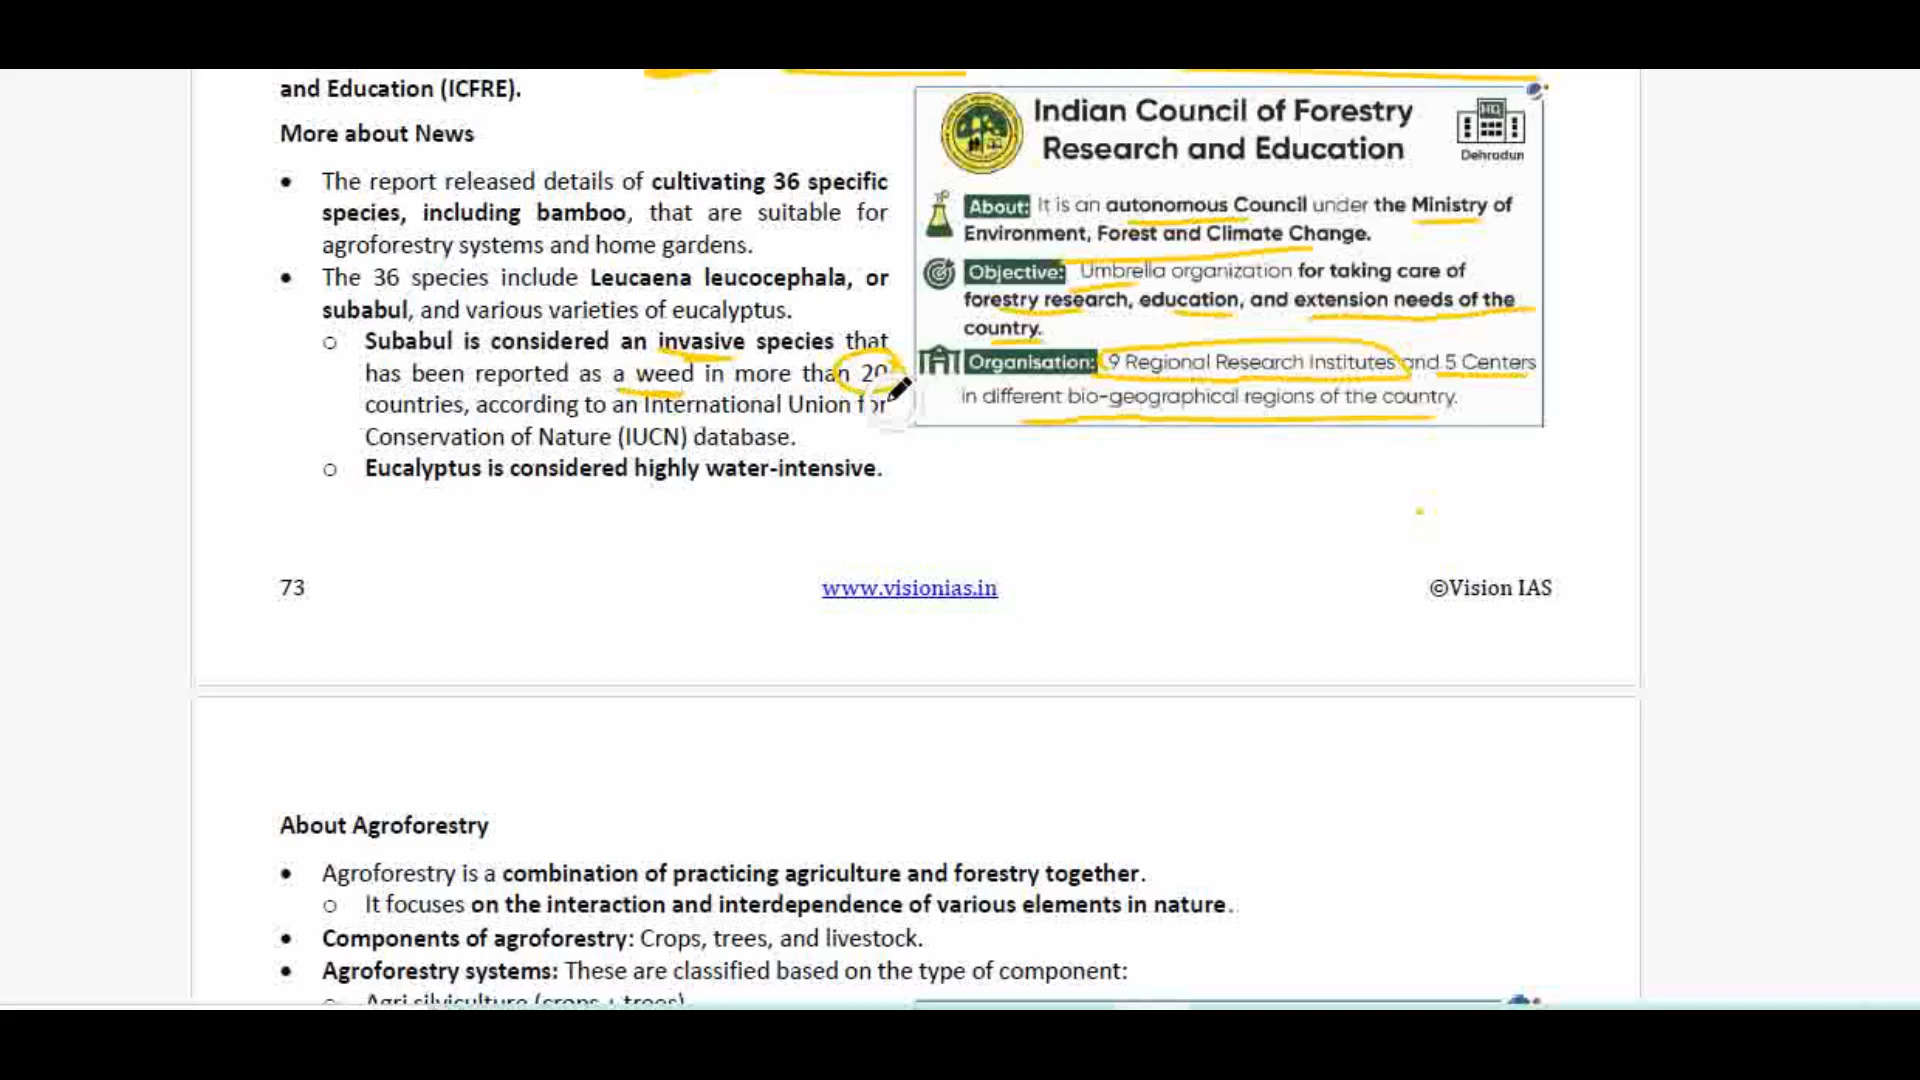 and Education (ICFRE).
More about News
• The report released details of cultivating 36 specific
species, including bamboo, that are suitable for
agroforestry systems and home gardens.
• The 36 species include Leucaena leucocephala, or
subabul, and various varieties of eucalyptus.
o Subabul is considered an invasive species that
has been reported as a weed in more than 20
countries, according to an International Union for
Conservation of Nature (IUCN) database.
o Eucalyptus is considered highly water-intensive.
Indian Council of Forestry
Research and Education
HQ
Dehradun
About: It is an autonomous Council under the Ministry of
Environment, Forest and Climate Change.
Objective: Umbrella organization for taking care of
forestry research, education, and extension needs of the
country.
Organisation: 9 Regional Research Institutes and 5 Centers
in different bio-geographical regions of the country.
73
www.visionias.in
©Vision IAS
About Agroforestry
• Agroforestry is a combination of practicing agriculture and forestry together.
o It focuses on the interaction and interdependence of various elements in nature.
• Components of agroforestry: Crops, trees, and livestock.
• Agroforestry systems: These are classified based on the type of component:
o Agri silviculture (crops + trees)